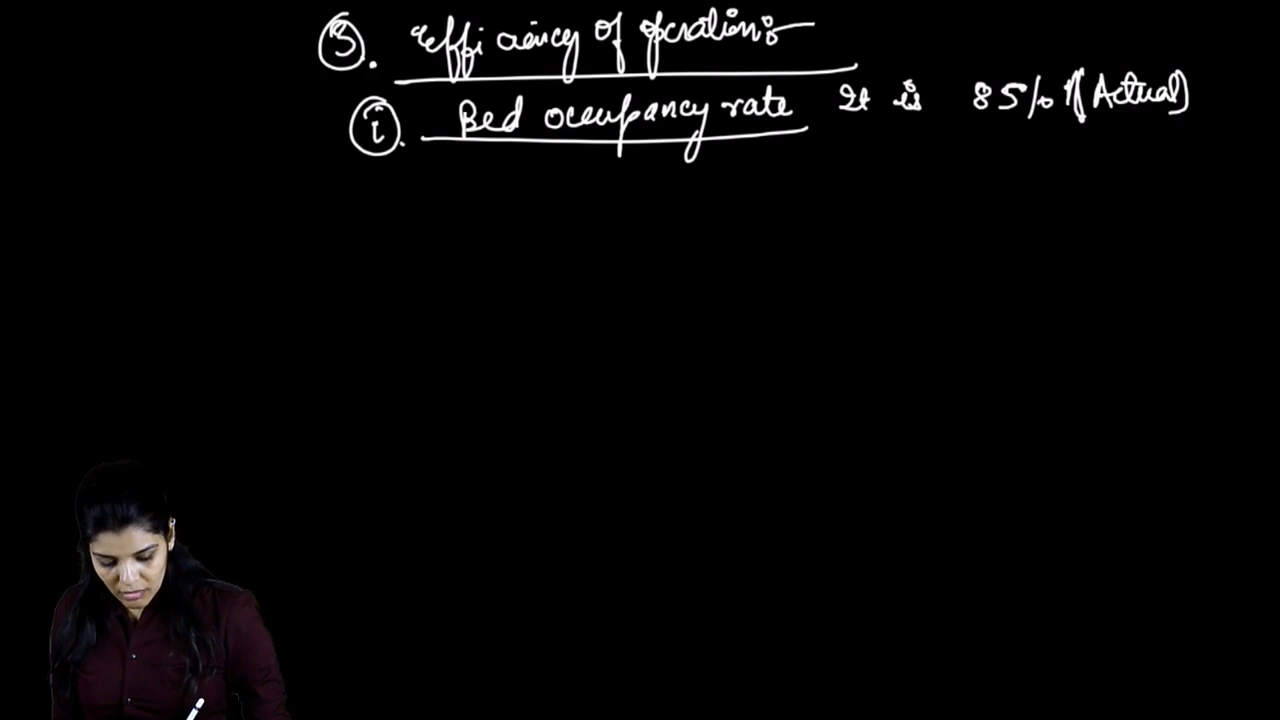 3. Efficiency of operations
i. Bed occupancy rate It is 85% (Actual)